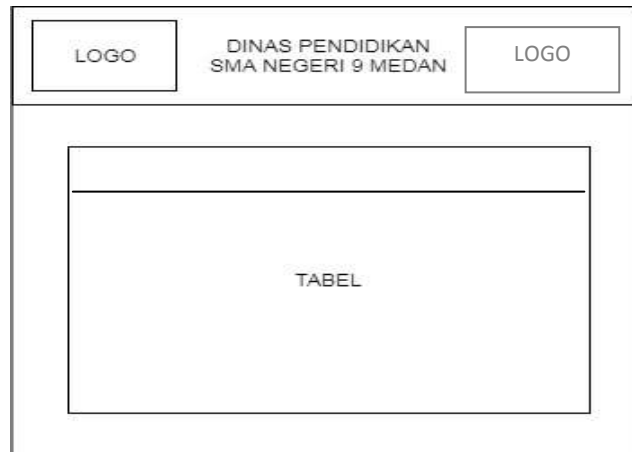 LOGO
DINAS PENDIDIKAN
SMA NEGERI 9 MEDAN
LOGO
TABEL